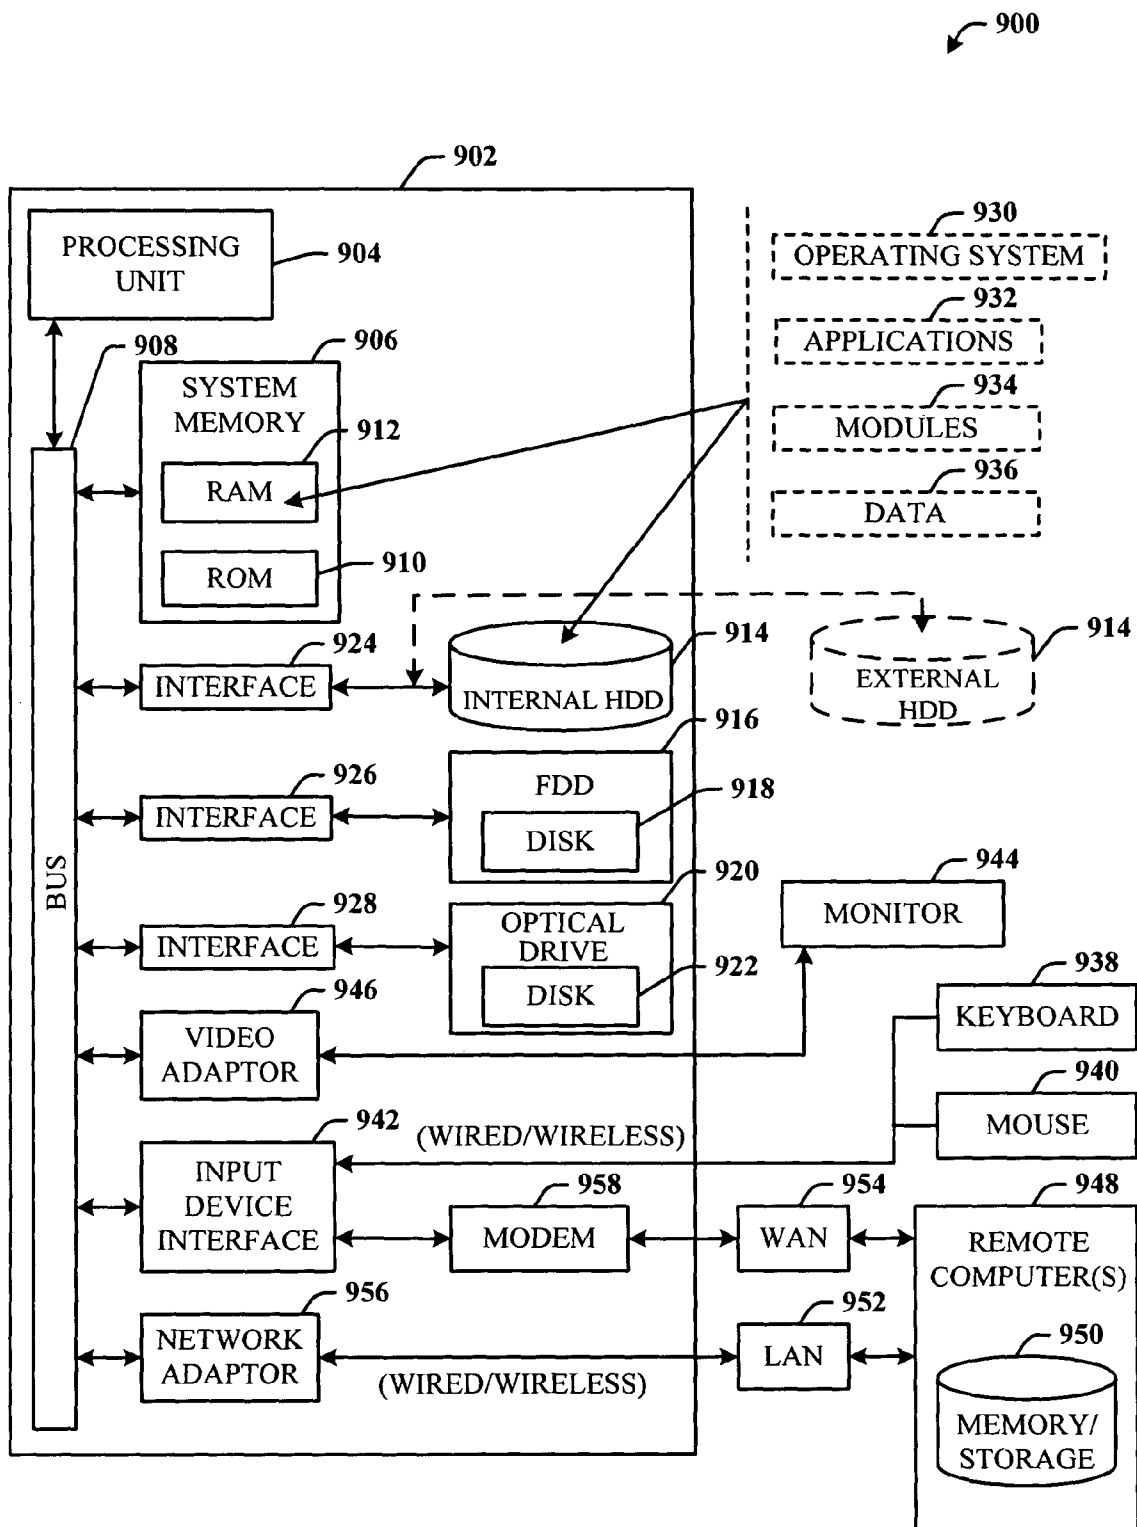 900
902
PROCESSING
UNIT
904
908
906
SYSTEM
MEMORY
912
RAM
910
ROM
930
OPERATING SYSTEM
932
APPLICATIONS
934
MODULES
936
DATA
924
INTERFACE
914
INTERNAL HDD
914
EXTERNAL
HDD
916
FDD
926
INTERFACE
918
DISK
BUS
920
OPTICAL
DRIVE
928
INTERFACE
922
DISK
944
MONITOR
946
VIDEO
ADAPTOR
938
KEYBOARD
940
MOUSE
942
INPUT
DEVICE
INTERFACE
(WIRED/WIRELESS)
958
MODEM
954
WAN
948
REMOTE
COMPUTER(S)
956
NETWORK
ADAPTOR
(WIRED/WIRELESS)
952
LAN
950
MEMORY/
STORAGE